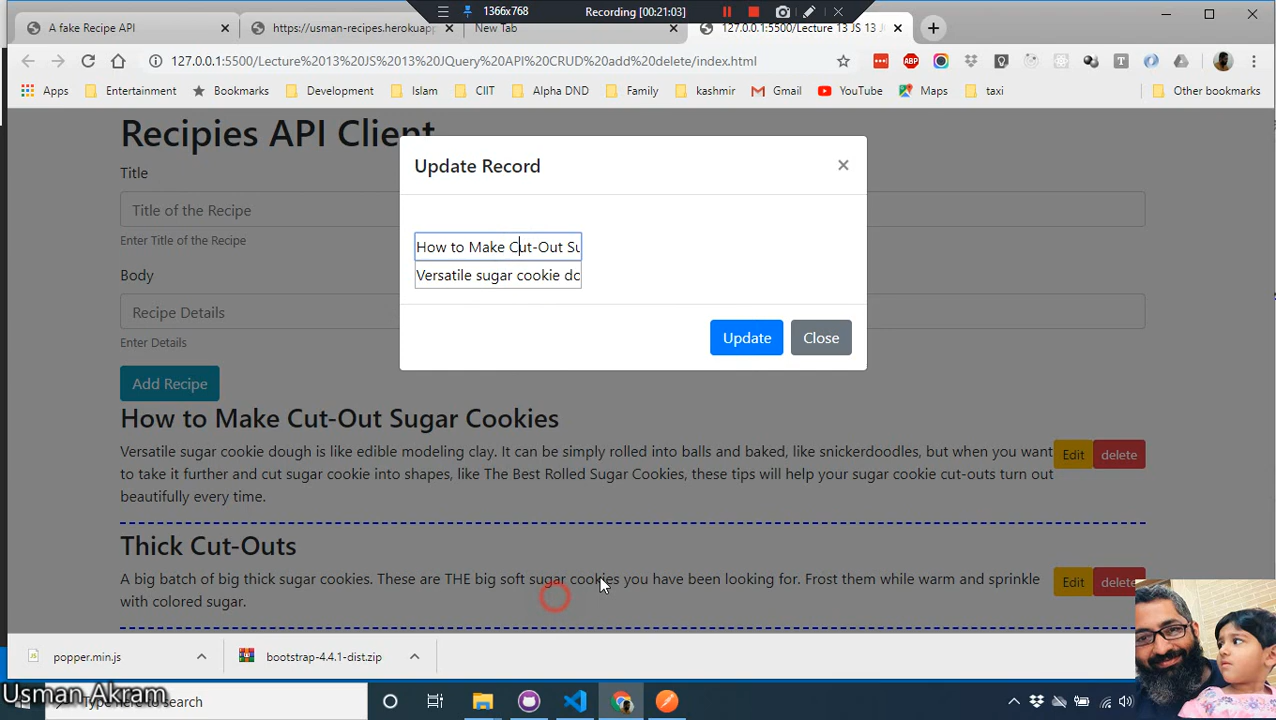 1366x768 Recording [00:21:03]
A fake Recipe API https://usman-recipes.herokuapp New Tab 127.0.0.1:5500/Lecture 13 JS 13
127.0.0.1:5500/Lecture%2013%20JS%2013%20JQuery%20API%20CRUD%20add%20delete/index.html
Apps Entertainment Bookmarks Development Islam CIIT Alpha DND Family kashmir Gmail YouTube Maps taxi Other bookmarks
Recipies API Client
Title
Title of the Recipe
Enter Title of the Recipe
Body
Recipe Details
Enter Details
Add Recipe
Update Record
×
How to Make Cut-Out Su
Versatile sugar cookie do
Update Close
How to Make Cut-Out Sugar Cookies
Versatile sugar cookie dough is like edible modeling clay. It can be simply rolled into balls and baked, like snickerdoodles, but when you want
to take it further and cut sugar cookie into shapes, like The Best Rolled Sugar Cookies, these tips will help your sugar cookie cut-outs turn out
beautifully every time.
Edit delete
Thick Cut-Outs
A big batch of big thick sugar cookies. These are THE big soft sugar cookies you have been looking for. Frost them while warm and sprinkle
with colored sugar.
Edit delete
popper.min.js bootstrap-4.4.1-dist.zip
Usman Akram
Type here to search